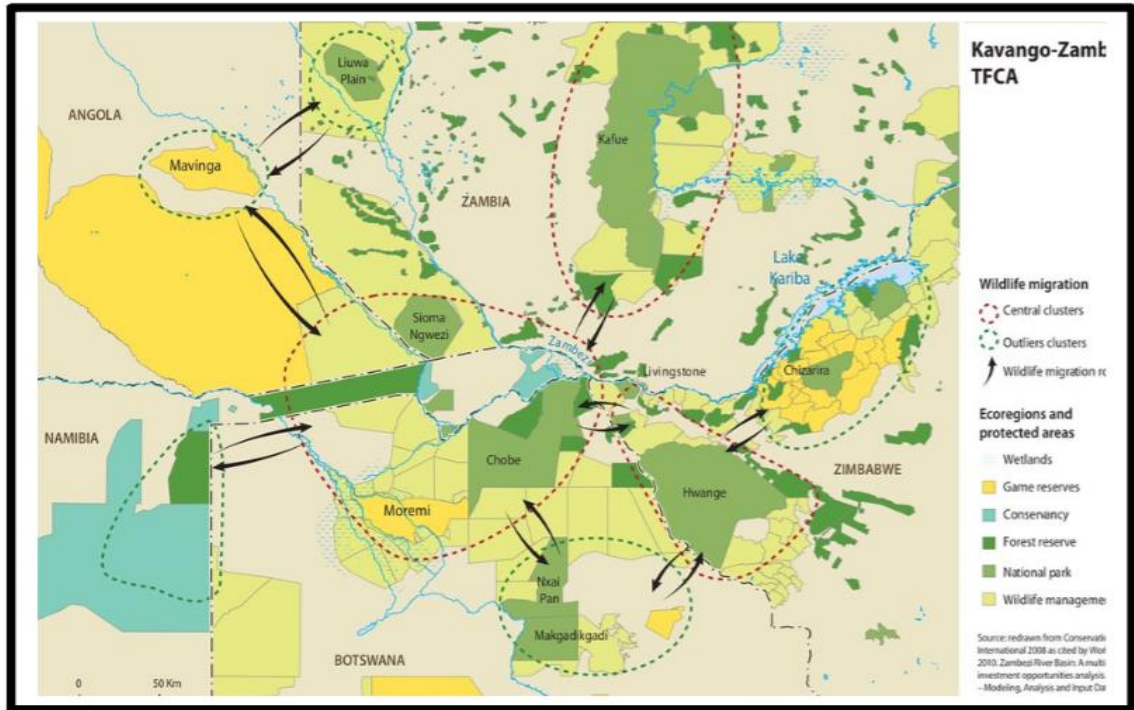 Kavango-Zamb
TFCA
ANGOLA
Liuwa
Plain
Mavinga
Kafue
ZAMBIA
Lake
Kariba
Sioma
Ngwezi
Zambezi
Livingstone
Chizarira
NAMIBIA
Chobe
ZIMBABWE
Hwange
Moremi
Nxai
Pan
Makgadikgadi
BOTSWANA
0 50 Km
Wildlife migration
Central clusters
Outliers clusters
Wildlife migration ro
Ecoregions and
protected areas
Wetlands
Game reserves
Conservancy
Forest reserve
National park
Wildlife managemen
Source: redrawn from Conservatio
International 2008 as cited by Worl
2010. Zambezi River Basin: A multi
investment opportunities analysis.
– Modeling, Analysis and Input Dat